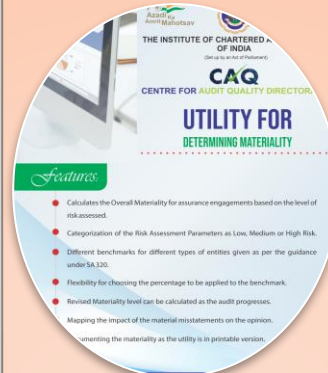 Azadi Ka
Amrit Mahotsav
THE INSTITUTE OF CHARTERED A
OF INDIA
(Set up by an Act of Parliament)
CAQ
CENTRE FOR AUDIT QUALITY DIRECTOR
UTILITY FOR
DETERMINING MATERIALITY
Features:
Calculates the Overall Materiality for assurance engagements based on the level of
risk assessed.
Categorization of the Risk Assessment Parameters as Low, Medium or High Risk.
Different benchmarks for different types of entities given as per the guidance
under SA 320.
Flexibility for choosing the percentage to be applied to the benchmark.
Revised Materiality level can be calculated as the audit progresses.
Mapping the impact of the material misstatements on the opinion.
umenting the materiality as the utility is in printable version.